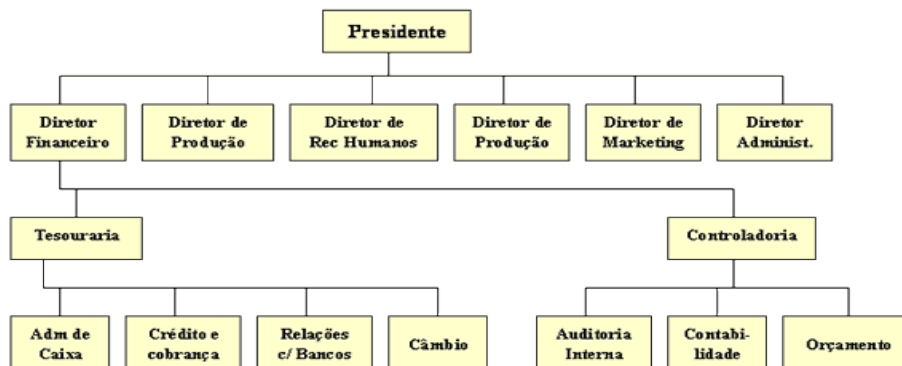 Presidente
Diretor
Financeiro
Diretor de
Produção
Diretor de
Rec Humanos
Diretor de
Produção
Diretor de
Marketing
Diretor
Administ.
Tesouraria
Controladoria
Adm de
Caixa
Crédito e
cobrança
Relações
c/ Bancos
Câmbio
Auditoria
Interna
Contabi-
lidade
Orçamento